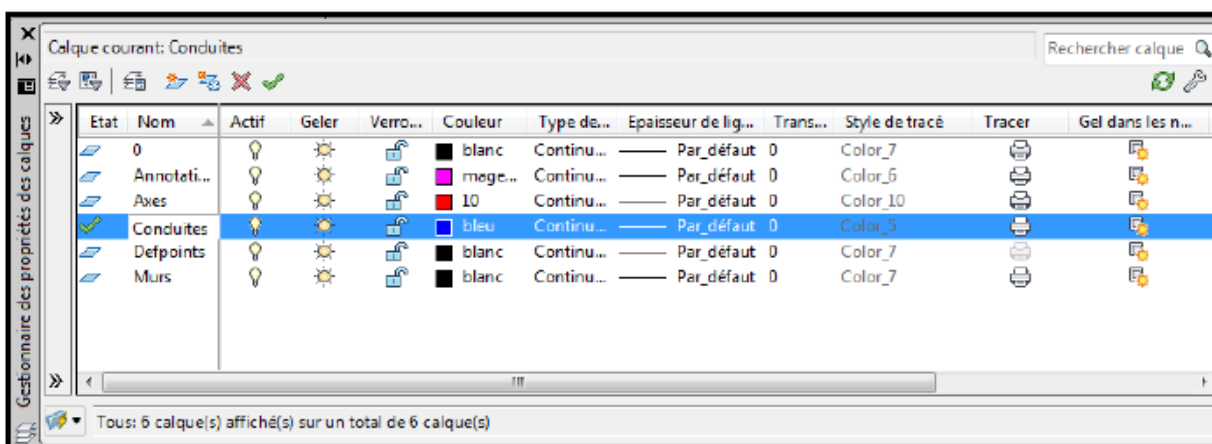 Calque courant: Conduites
Rechercher calque
Etat Nom Actif Geler Verro... Couleur Type de... Epaisseur de lig... Trans... Style de tracé Tracer Gel dans les n...
0 blanc Continu... Par_défaut 0 Color_7
Annotati... mage... Continu... Par_défaut 0 Color_6
Axes 10 Continu... Par_défaut 0 Color_10
Conduites bleu Continu... Par_défaut 0 Color_5
Defpoints blanc Continu... Par_défaut 0 Color_7
Murs blanc Continu... Par_défaut 0 Color_7
Tous: 6 calque(s) affiché(s) sur un total de 6 calque(s)
Gestionnaire des propriétés des calques